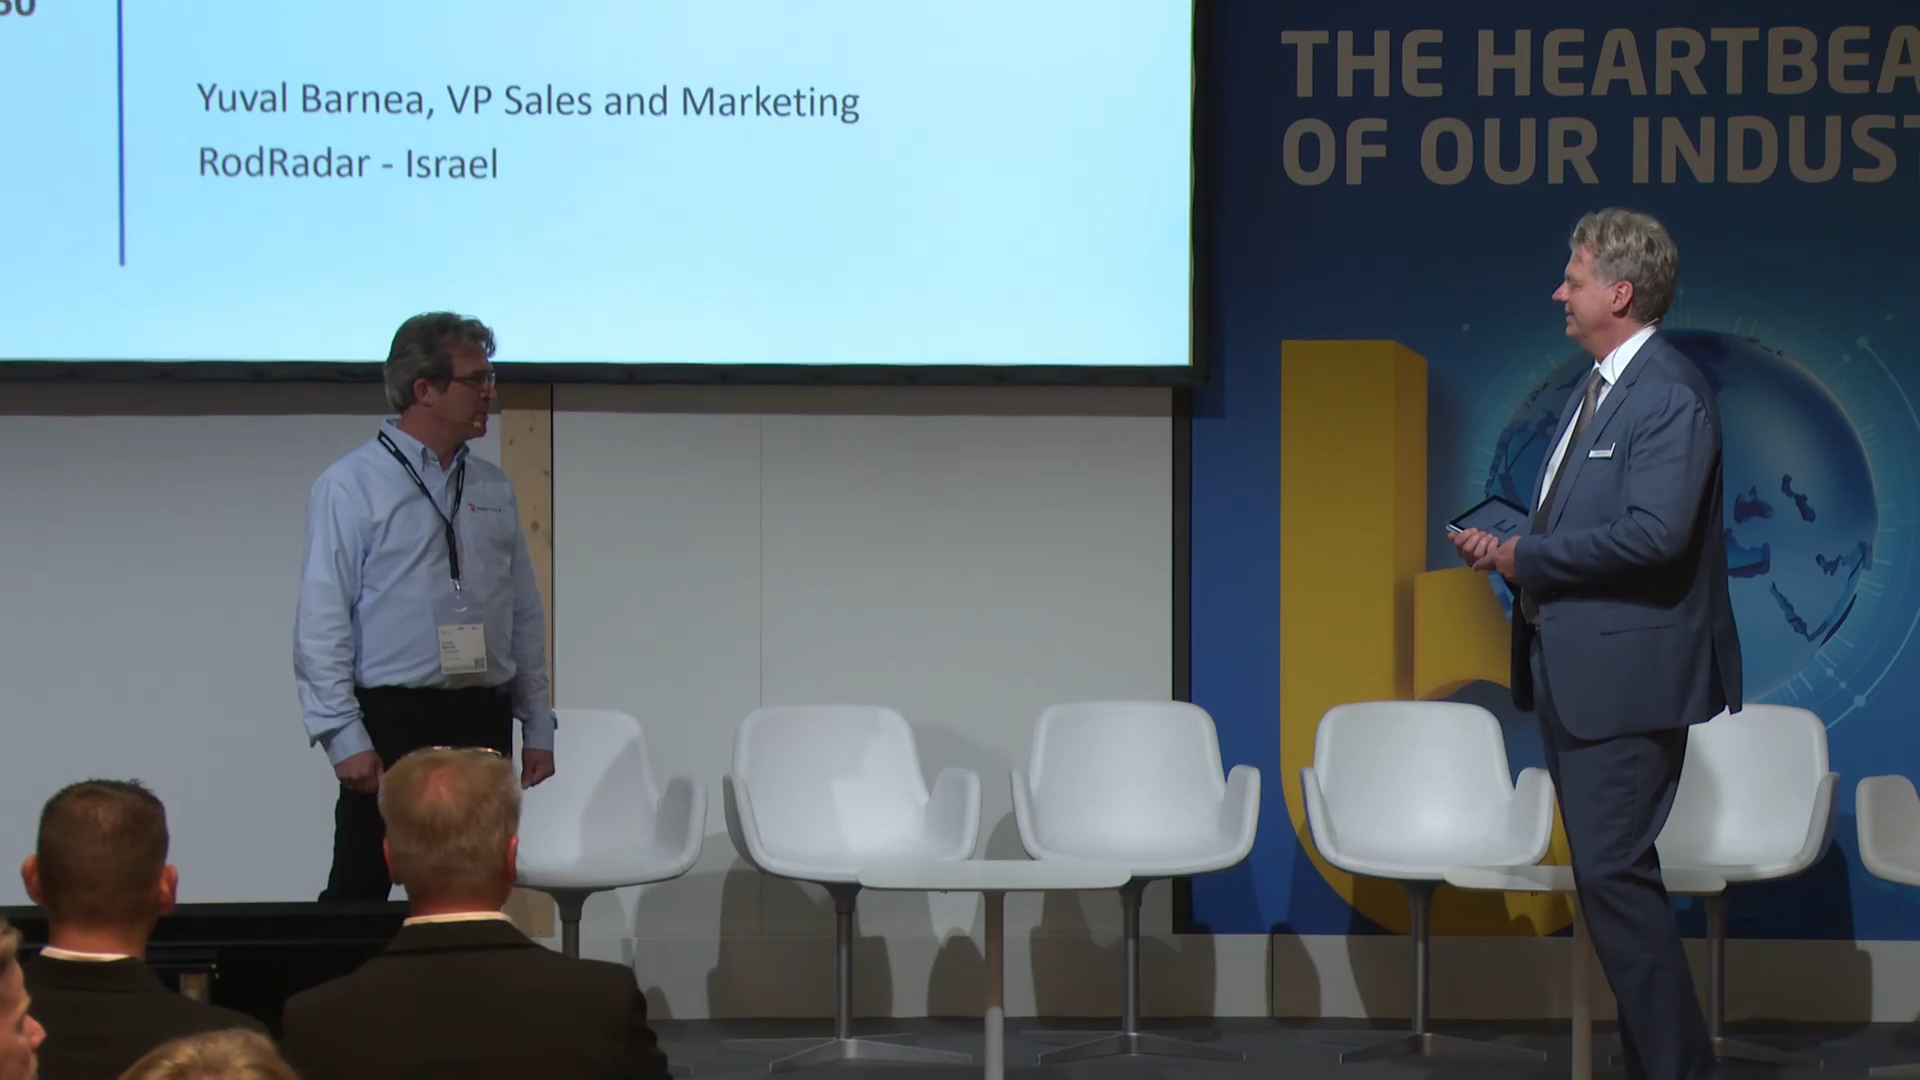 Yuval Barnea, VP Sales and Marketing
RodRadar - Israel
THE HEARTBEA
OF OUR INDUST